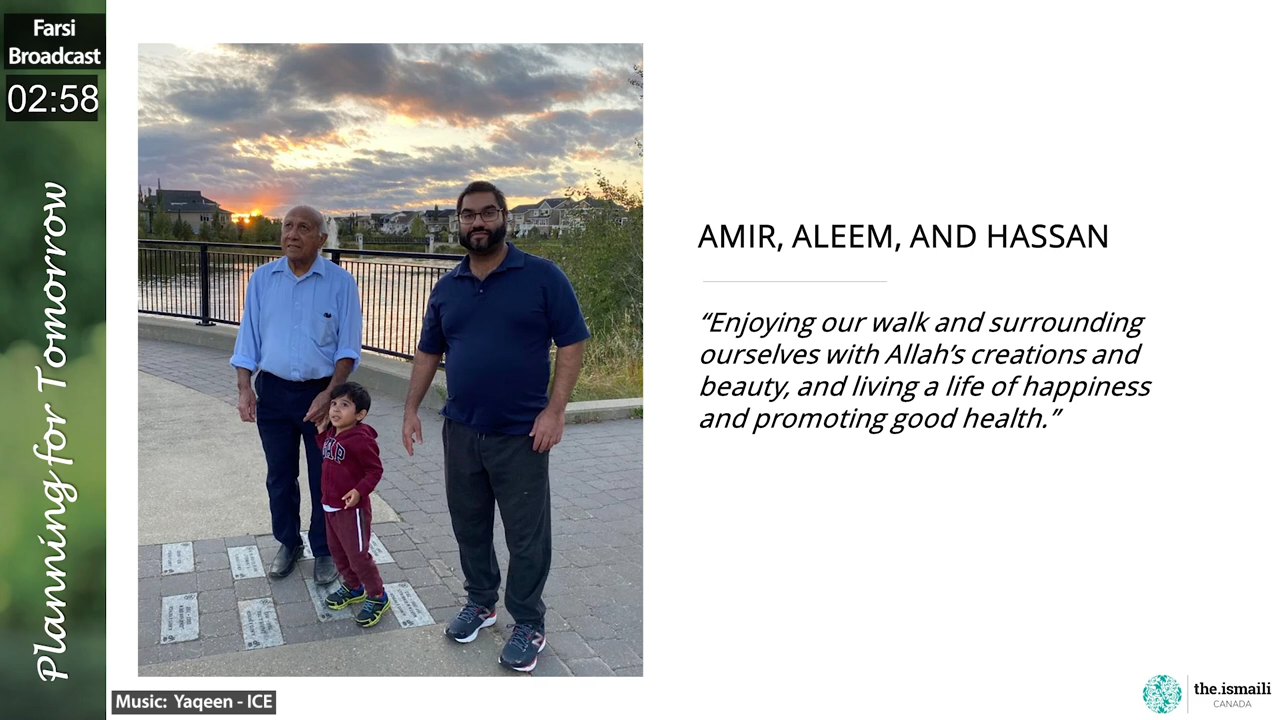 Farsi
Broadcast
02:58
Planning for Tomorrow
AMIR, ALEEM, AND HASSAN
“Enjoying our walk and surrounding
ourselves with Allah’s creations and
beauty, and living a life of happiness
and promoting good health.”
GAP
Music: Yaqeen - ICE
the.ismaili
CANADA